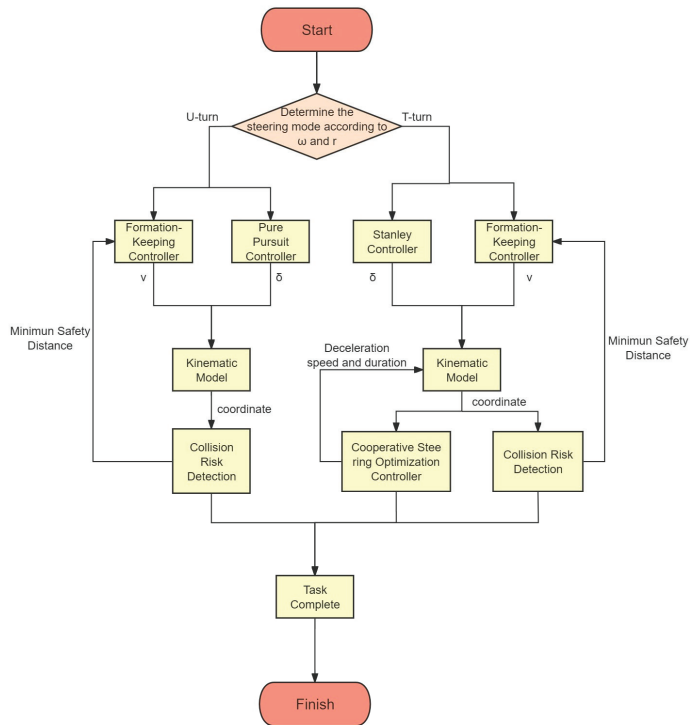 Start
Determine the
steering mode according to
ω and r
U-turn
T-turn
Formation-
Keeping
Controller
Pure
Pursuit
Controller
Stanley
Controller
Formation-
Keeping
Controller
v
δ
δ
v
Minimun Safety
Distance
Deceleration
speed and duration
Minimun Safety
Distance
Kinematic
Model
Kinematic
Model
coordinate
coordinate
Collision
Risk
Detection
Cooperative Stee
ring Optimization
Controller
Collision Risk
Detection
Task
Complete
Finish